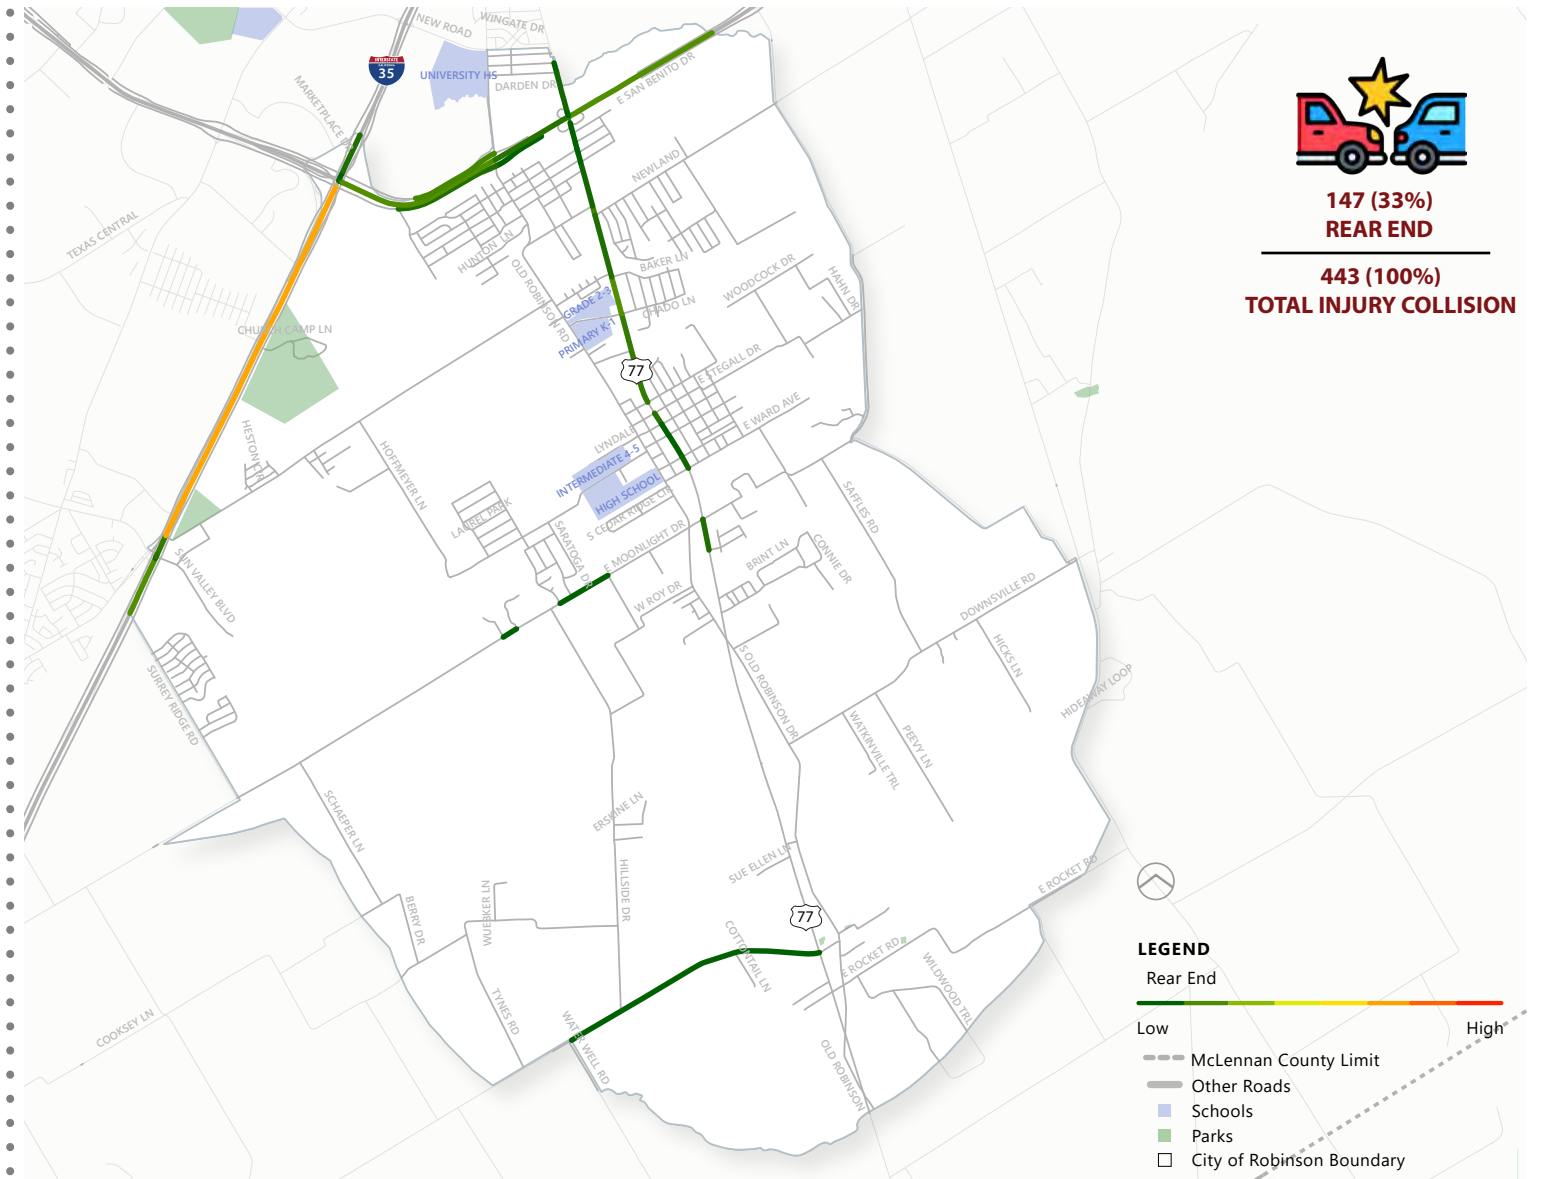 NEW ROAD
WINGATE DR
INTERSTATE
35
UNIVERSITY HS
DARDEN DR
E SAN BENITO DR
MARKETPLACE DR
147 (33%)
REAR END
443 (100%)
TOTAL INJURY COLLISION
NEWLAND
TEXAS CENTRAL
HUNTON LN
OLD ROBINSON RD
BAKER LN
WOODCOCK DR
HAHN DR
GRADE 2-3
CHADO LN
PRIMARY K-1
CHURCH CAMP LN
77
E STEGALL DR
E WARD AVE
LYNDALE
HESTON CIR
HOFFMEYER LN
INTERMEDIATE 4-5
HIGH SCHOOL
LAUREL PARK
S CEDAR RIDGE CIR
SARATOGA DR
E MOONLIGHT DR
SAFFLES RD
BRINT LN
CONNIE DR
SUN VALLEY BLVD
W ROY DR
DOWNSVILLE RD
HICKS LN
SURREY RIDGE RD
S OLD ROBINSON DR
HIDEAWAY LOOP
WATKINVILLE TRL
PEEVY LN
SCHAEPER LN
ERSKINE LN
SUE ELLEN LN
E ROCKET RD
HILLSIDE DR
BERRY DR
WUEBKER LN
77
COTTONTAIL LN
E ROCKET RD
WILDWOOD TRL
TYNES RD
WATER WELL RD
COOKSEY LN
OLD ROBINSON
LEGEND
Rear End
Low High
McLennan County Limit
Other Roads
Schools
Parks
City of Robinson Boundary